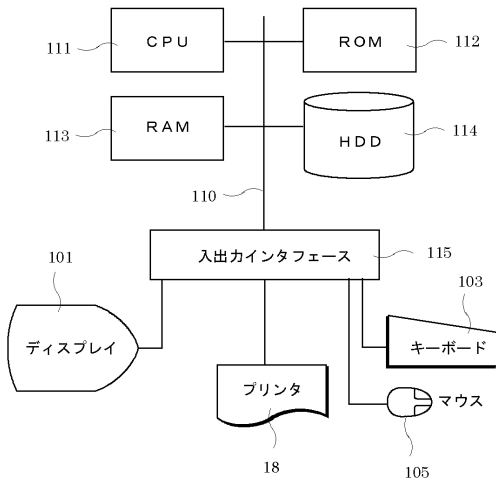 111
CPU
ROM
112
113
RAM
HDD
114
110
入出力インタフェース
115
101
ディスプレイ
103
キーボード
プリンタ
マウス
18
105